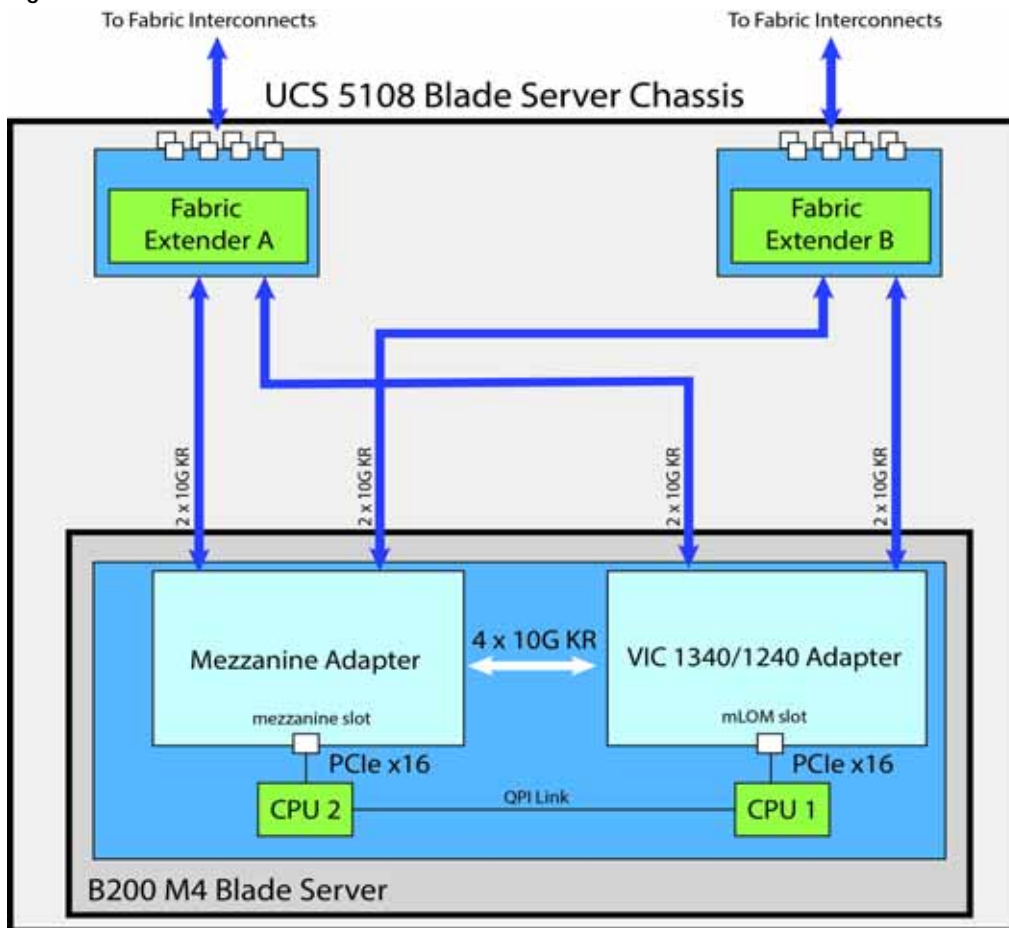 To Fabric Interconnects
To Fabric Interconnects
UCS 5108 Blade Server Chassis
Fabric
Extender A
Fabric
Extender B
2 x 10G KR
2 x 10G KR
2 x 10G KR
2 x 10G KR
Mezzanine Adapter
4 x 10G KR
VIC 1340/1240 Adapter
mezzanine slot
mLOM slot
PCIe x16
PCIe x16
CPU 2
QPI Link
CPU 1
B200 M4 Blade Server